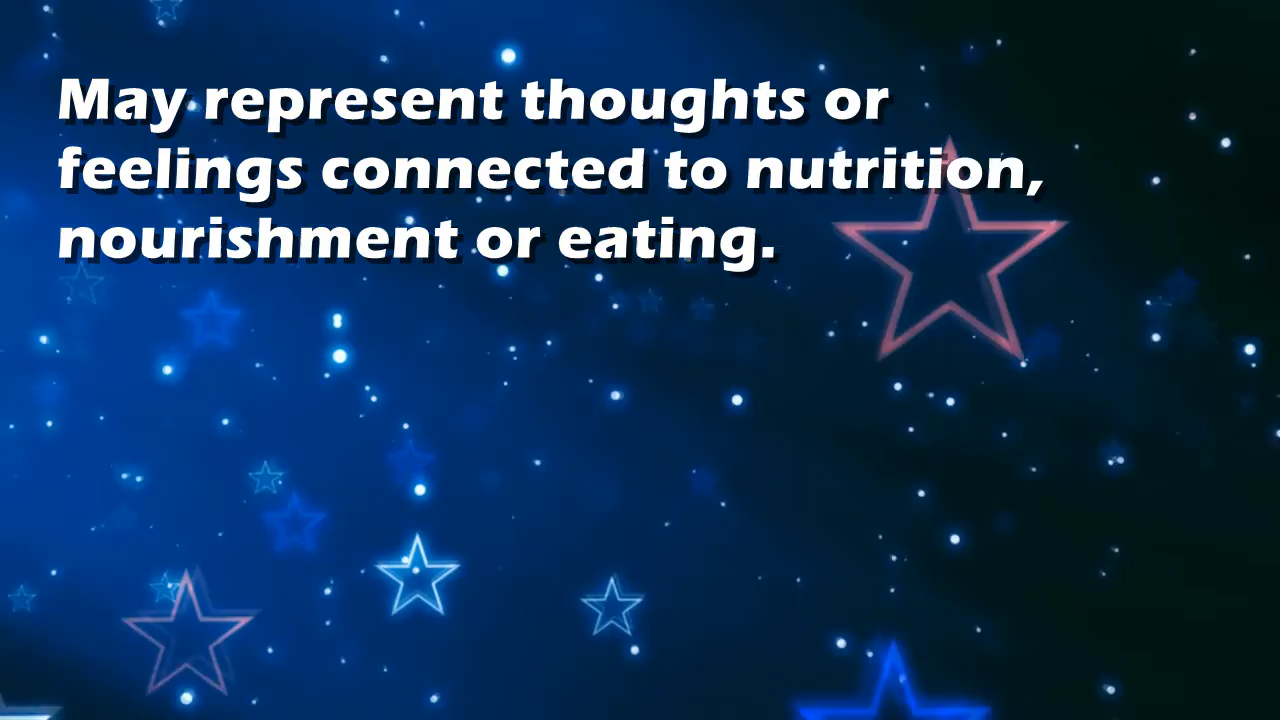 May represent thoughts or
feelings connected to nutrition,
nourishment or eating.